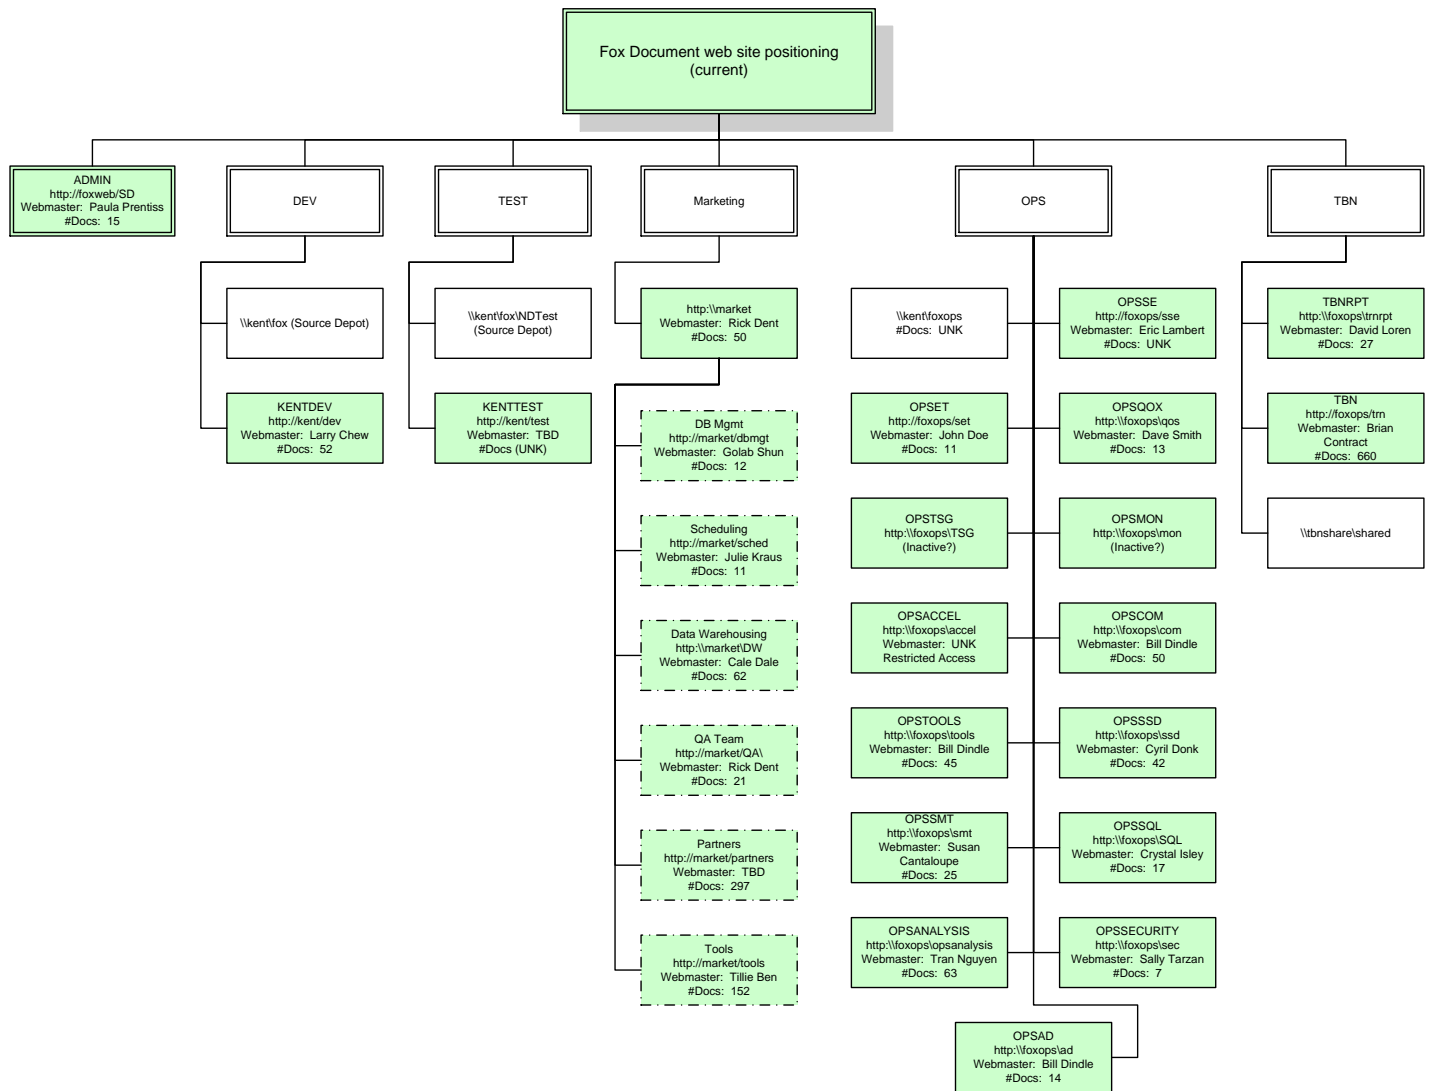 Fox Document web site positioning
(current)
ADMIN
http://foxweb/SD
Webmaster: Paula Prentiss
#Docs: 15
DEV
TEST
Marketing
OPS
TBN
\\kent\fox (Source Depot)
KENTDEV
http://kent/dev
Webmaster: Larry Chew
#Docs: 52
\\kent\fox\NDTest
(Source Depot)
KENTTEST
http://kent/test
Webmaster: TBD
#Docs (UNK)
http:\\market
Webmaster: Rick Dent
#Docs: 50
DB Mgmt
http://market/dbmgt
Webmaster: Golab Shun
#Docs: 12
Scheduling
http://market/sched
Webmaster: Julie Kraus
#Docs: 11
Data Warehousing
http:\\market\DW
Webmaster: Cale Dale
#Docs: 62
QA Team
http://market/QA\
Webmaster: Rick Dent
#Docs: 21
Partners
http://market/partners
Webmaster: TBD
#Docs: 297
Tools
http://market/tools
Webmaster: Tillie Ben
#Docs: 152
\\kent\foxops
#Docs: UNK
OPSSE
http://foxops/sse
Webmaster: Eric Lambert
#Docs: UNK
OPSET
http://foxops/set
Webmaster: John Doe
#Docs: 11
OPSQOX
http:\\foxops\qos
Webmaster: Dave Smith
#Docs: 13
OPSTSG
http:\\foxops\TSG
(Inactive?)
OPSMON
http:\\foxops\mon
(Inactive?)
OPSACCEL
http:\\foxops\accel
Webmaster: UNK
Restricted Access
OPSCOM
http:\\foxops\com
Webmaster: Bill Dindle
#Docs: 50
OPSTOOLS
http:\\foxops\tools
Webmaster: Bill Dindle
#Docs: 45
OPSSSD
http:\\foxops\ssd
Webmaster: Cyril Donk
#Docs: 42
OPSSMT
http:\\foxops\smt
Webmaster: Susan
Cantaloupe
#Docs: 25
OPSSQL
http:\\foxops\SQL
Webmaster: Crystal Isley
#Docs: 17
OPSANALYSIS
http:\\foxops\opsanalysis
Webmaster: Tran Nguyen
#Docs: 63
OPSSECURITY
http:\\foxops\sec
Webmaster: Sally Tarzan
#Docs: 7
OPSAD
http:\\foxops\ad
Webmaster: Bill Dindle
#Docs: 14
TBNRPT
http:\\foxops\trnrpt
Webmaster: David Loren
#Docs: 27
TBN
http://foxops/trn
Webmaster: Brian
Contract
#Docs: 660
\\tbnshare\shared